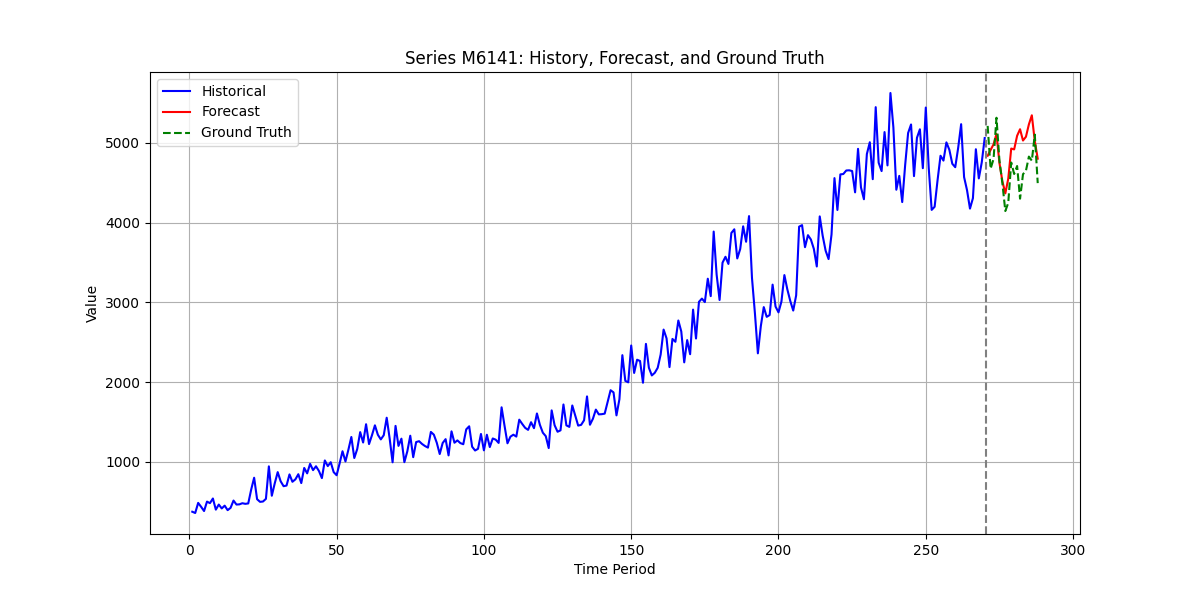 Series M6141: History, Forecast, and Ground Truth
Historical
Forecast
Ground Truth
Value
5000
4000
3000
2000
1000
0 50 100 150 200 250 300
Time Period